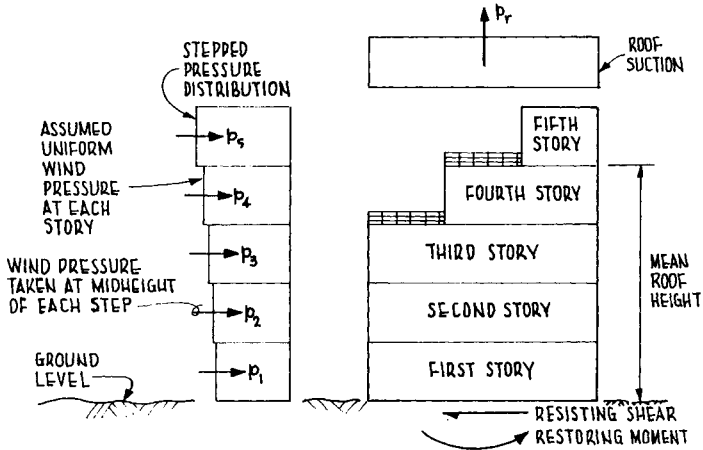 pr
STEPPED
PRESSURE
DISTRIBUTION
ROOF
SUCTION
ASSUMED
UNIFORM
WIND
PRESSURE
AT EACH
STORY
p5
p4
p3
p2
p1
WIND PRESSURE
TAKEN AT MIDHEIGHT
OF EACH STEP
GROUND
LEVEL
FIFTH
STORY
FOURTH STORY
THIRD STORY
SECOND STORY
FIRST STORY
MEAN
ROOF
HEIGHT
RESISTING SHEAR
RESTORING MOMENT